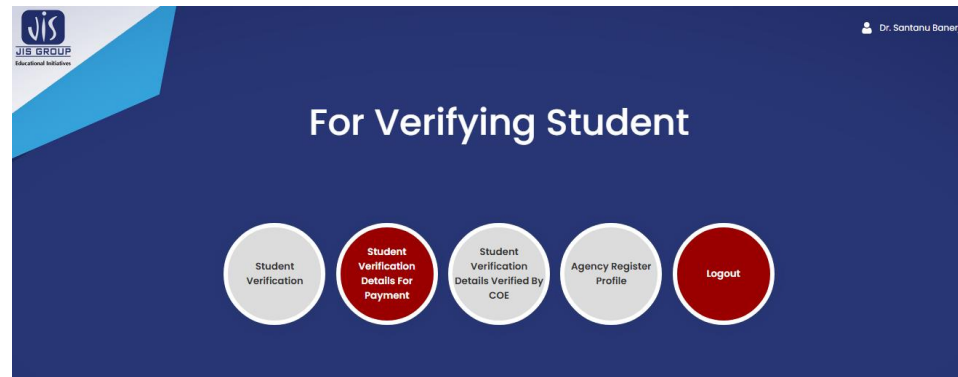 JIS
JIS GROUP
Educational Initiatives
Dr. Santanu Baner
For Verifying Student
Student
Verification
Student
Verification
Details For
Payment
Student
Verification
Details Verified By
COE
Agency Register
Profile
Logout